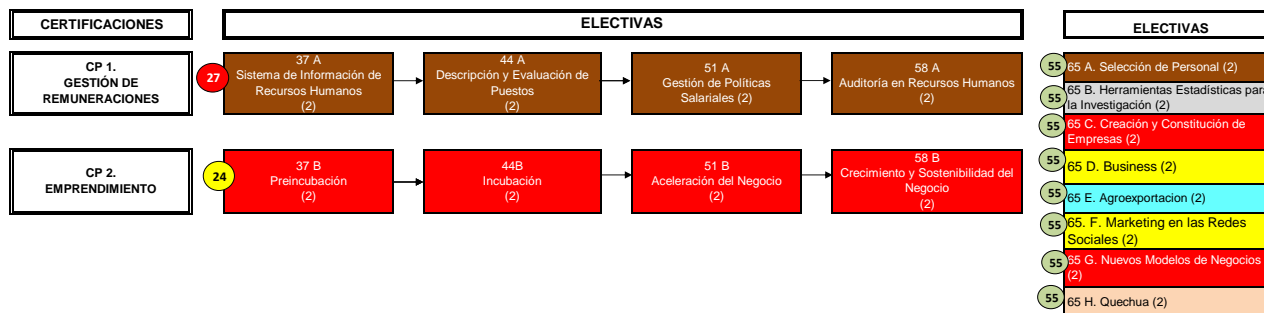 CERTIFICACIONES
ELECTIVAS
ELECTIVAS
CP 1.
GESTIÓN DE
REMUNERACIONES
27
37 A
Sistema de Información de
Recursos Humanos
(2)
44 A
Descripción y Evaluación de
Puestos
(2)
51 A
Gestión de Políticas
Salariales (2)
58 A
Auditoría en Recursos Humanos
(2)
CP 2.
EMPRENDIMIENTO
24
37 B
Preincubación
(2)
44B
Incubación
(2)
51 B
Aceleración del Negocio
(2)
58 B
Crecimiento y Sostenibilidad del
Negocio
(2)
55
65 A. Selección de Personal (2)
55
65 B. Herramientas Estadísticas para
la Investigación (2)
55
65 C. Creación y Constitución de
Empresas (2)
55
65 D. Business (2)
55
65 E. Agroexportacion (2)
55
65. F. Marketing en las Redes
Sociales (2)
55
65 G. Nuevos Modelos de Negocios
(2)
55
65 H. Quechua (2)